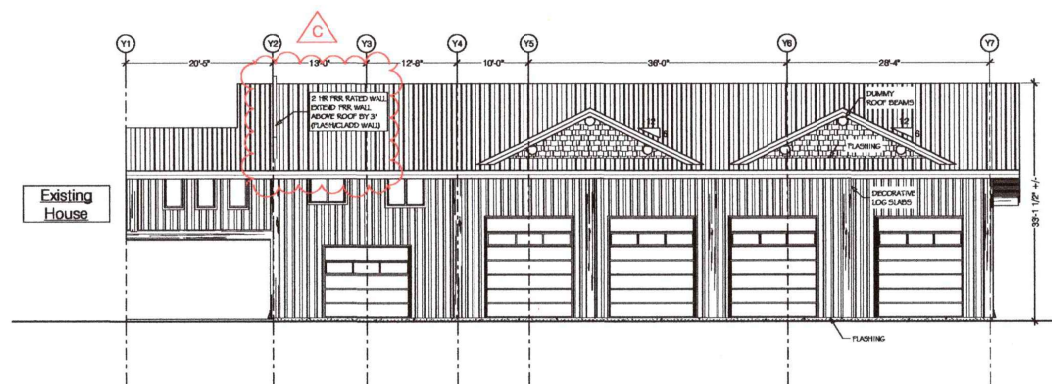 C
Y1
Y2
Y3
Y4
Y5
Y6
Y7
20'-5"
13'-0"
12'-8"
10'-0"
36'-0"
28'-4"
2 HR FRR RATED WALL
EXTEND FRR WALL
ABOVE ROOF BY 3'
(FLASH/CLADD WALL)
DUMMY
ROOF BEAMS
12
6
12
6
FLASHING
Existing
House
DECORATIVE
LOG SLABS
33'-1 1/2" +/-
FLASHING